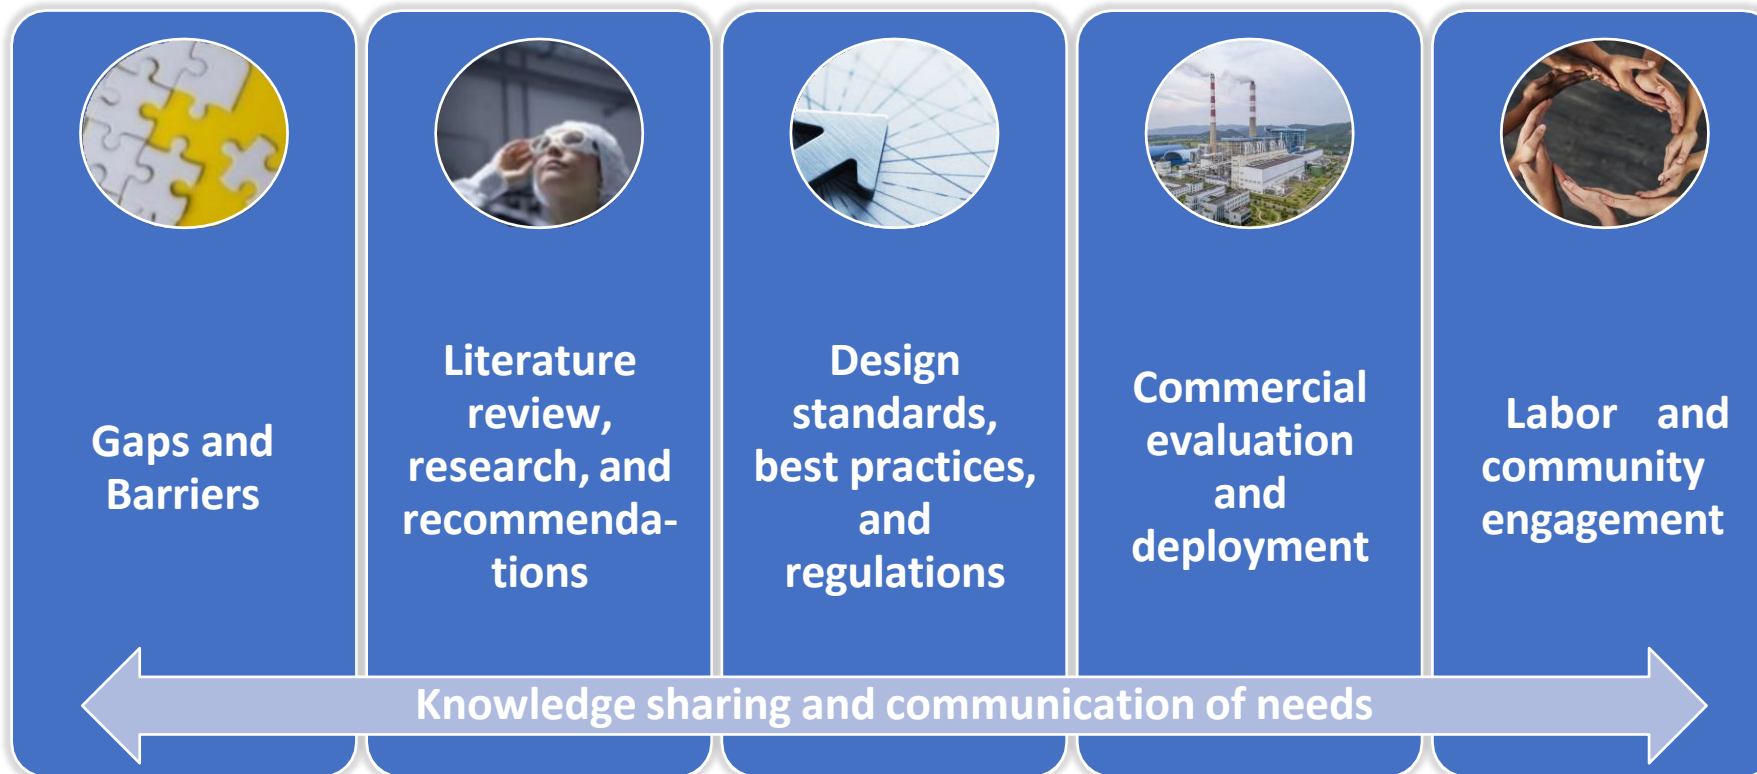 Gaps and
Barriers
Literature
review,
research, and
recommenda-
tions
Design
standards,
best practices,
and
regulations
Commercial
evaluation
and
deployment
Labor and
community
engagement
Knowledge sharing and communication of needs